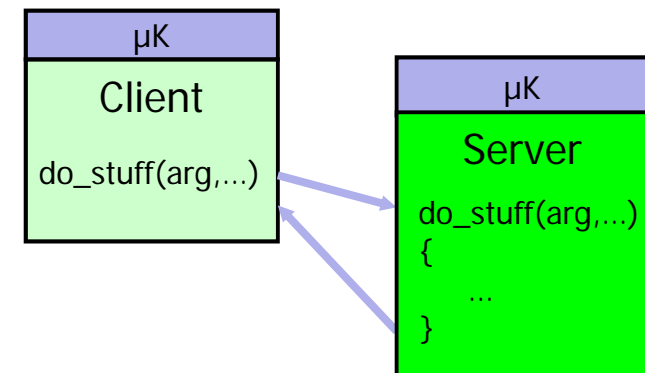 µK
Client
do_stuff(arg,...)
µK
Server
do_stuff(arg,...)
{
...
}